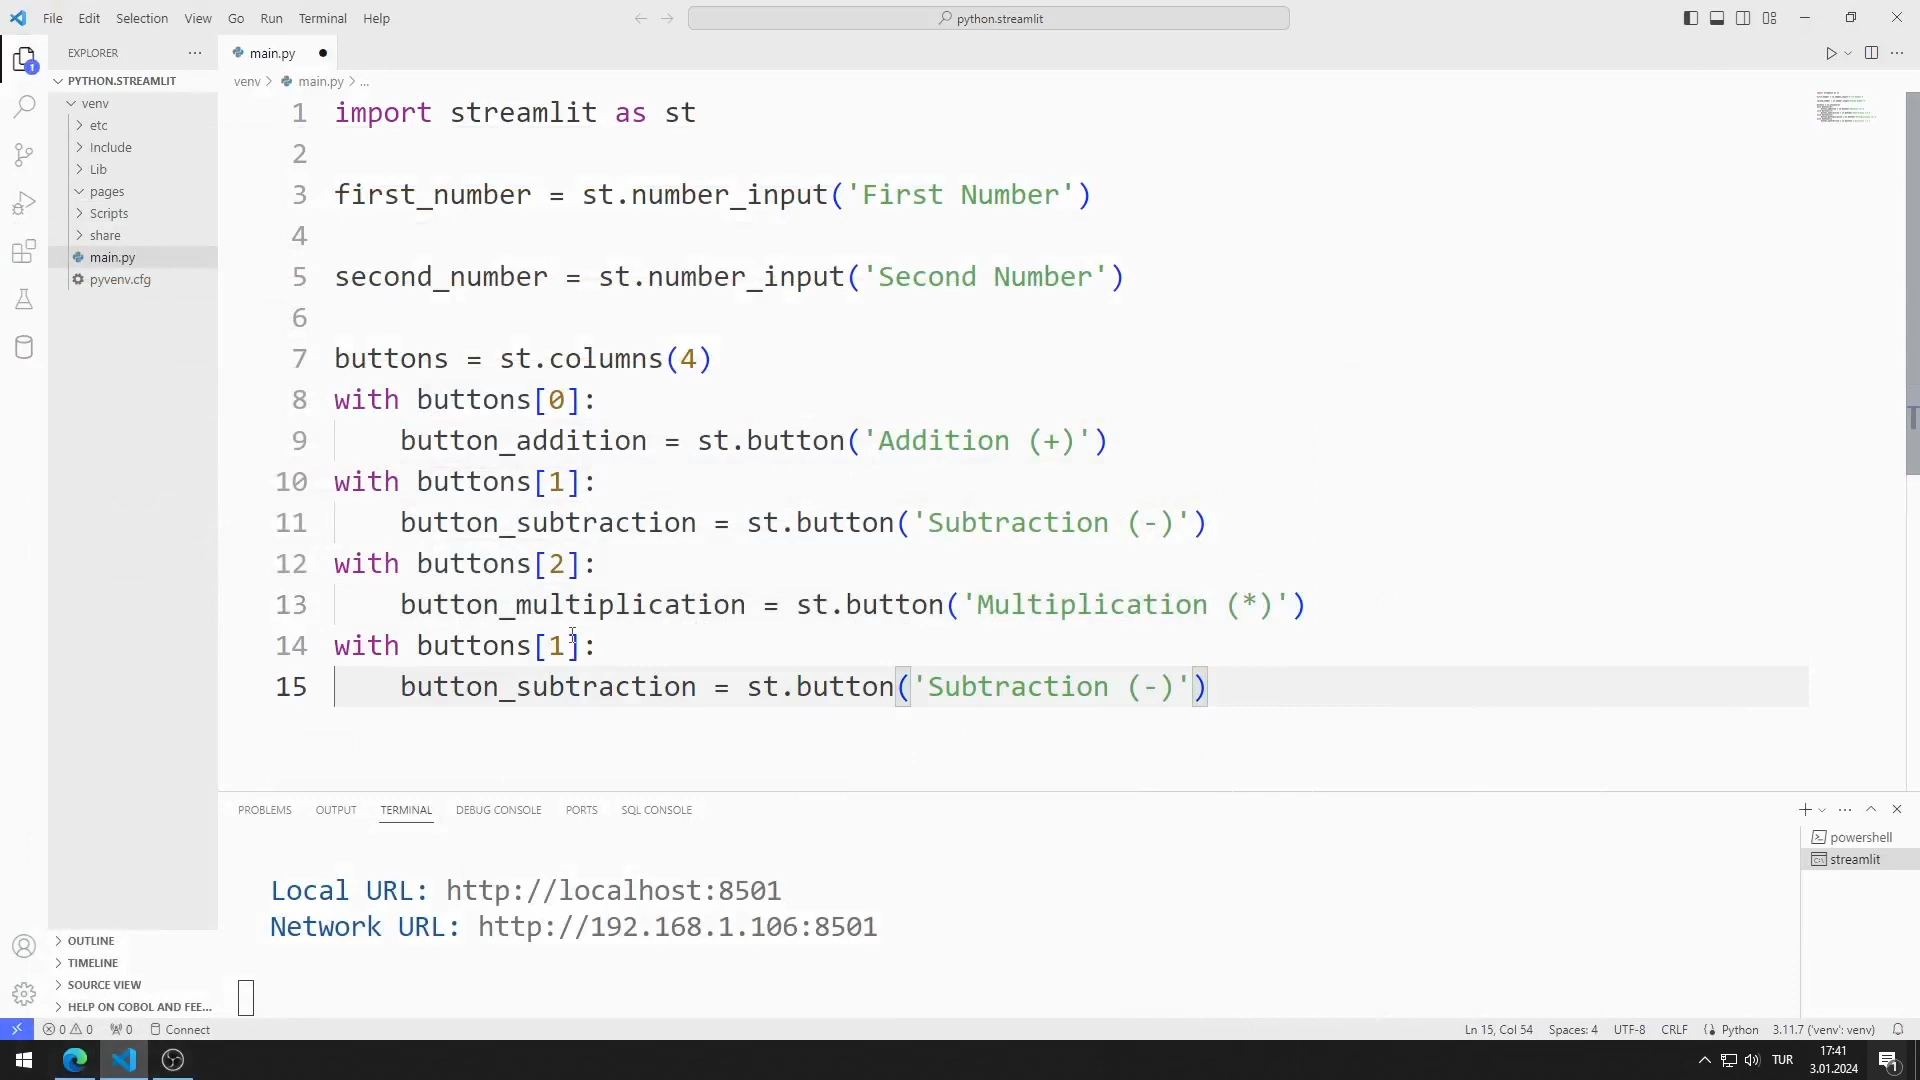 File Edit Selection View Go Run Terminal Help
python.streamlit
EXPLORER
main.py
1
PYTHON.STREAMLIT
venv > main.py > ...
venv
etc
Include
Lib
pages
Scripts
share
main.py
pyvenv.cfg
1 import streamlit as st
2
3 first_number = st.number_input('First Number')
4
5 second_number = st.number_input('Second Number')
6
7 buttons = st.columns(4)
8 with buttons[0]:
9 button_addition = st.button('Addition (+)')
10 with buttons[1]:
11 button_subtraction = st.button('Subtraction (-)')
12 with buttons[2]:
13 button_multiplication = st.button('Multiplication (*)')
14 with buttons[1]:
15 button_subtraction = st.button('Subtraction (-)')
PROBLEMS OUTPUT TERMINAL DEBUG CONSOLE PORTS SQL CONSOLE
powershell
streamlit
Local URL: http://localhost:8501
Network URL: http://192.168.1.106:8501
OUTLINE
TIMELINE
SOURCE VIEW
HELP ON COBOL AND FEE...
0 0 0 Connect
Ln 15, Col 54 Spaces: 4 UTF-8 CRLF Python 3.11.7 ('venv': venv)
TUR
17:41
3.01.2024
1